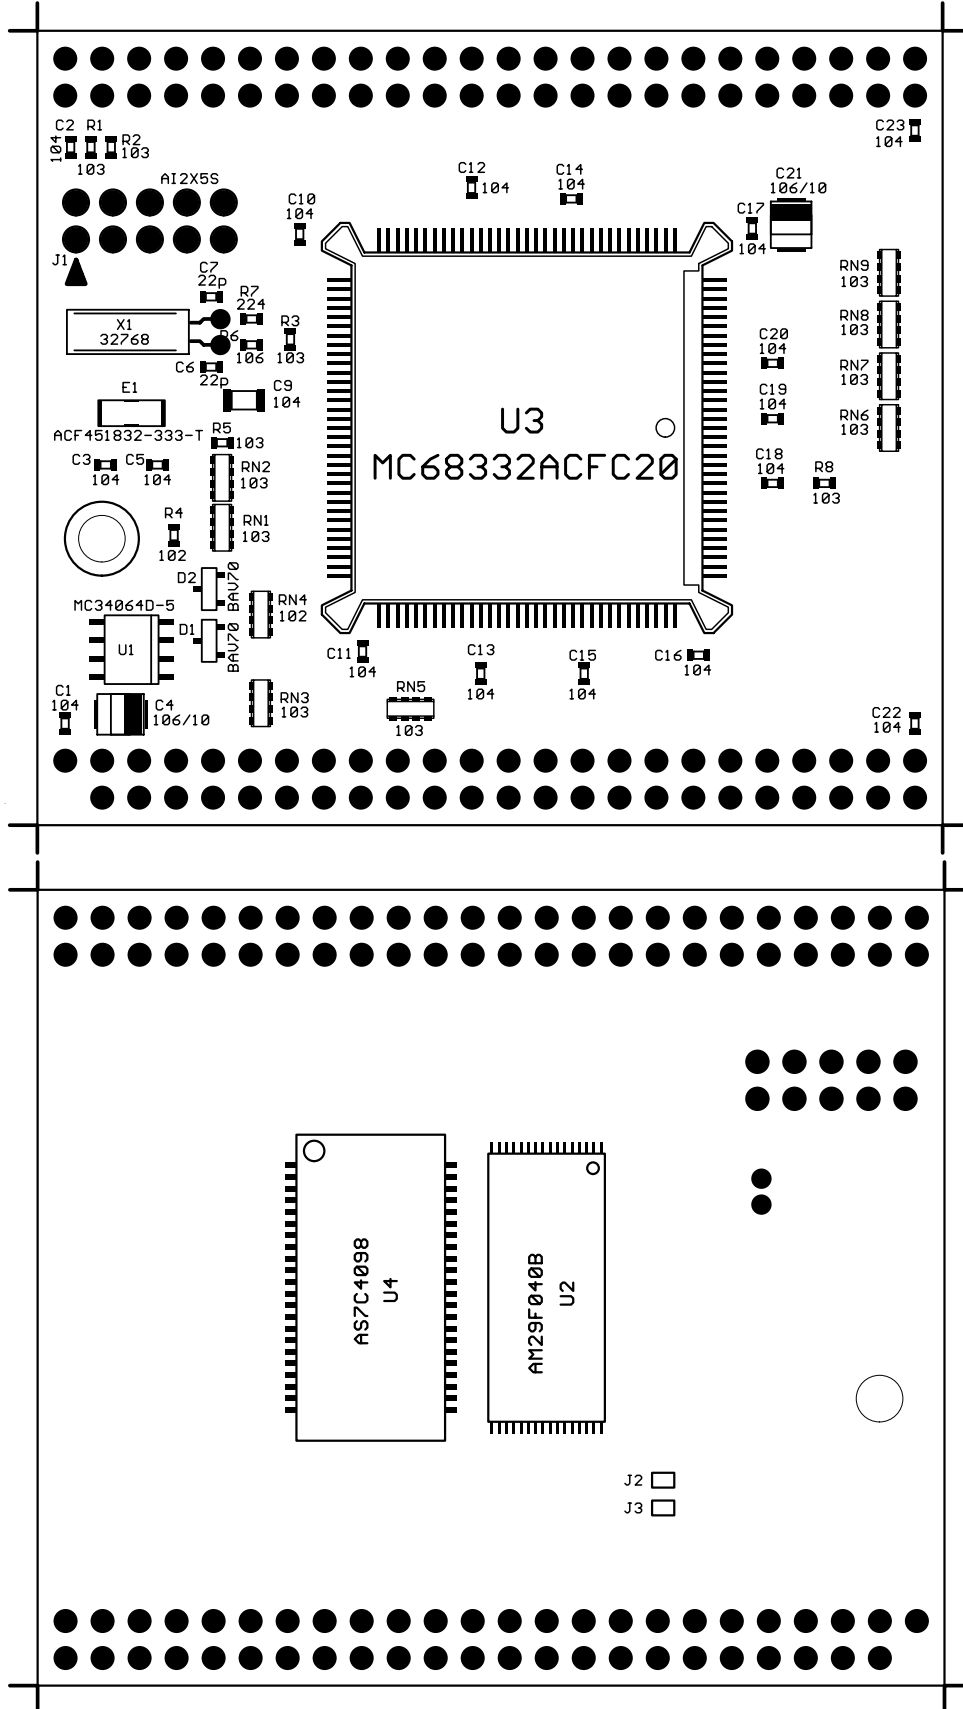 C2 R1
104
R2
103
103
AI2X5S
J1
C23
104
C12
104
C14
104
C10
104
C21
106/10
C17
104
C7
22p
R7
224
R3
103
X1
32768
R6
106
C6
22p
C9
104
E1
ACF451832-333-T
R5
103
C3
104
C5
104
RN2
103
RN1
103
R4
102
U3
MC68332ACFC20
RN9
103
RN8
103
RN7
103
RN6
103
C20
104
C19
104
C18
104
R8
103
D2
BAV70
MC34064D-5
U1
D1
BAV70
RN4
102
RN3
103
C1
104
C4
106/10
C11
104
C13
104
C15
104
C16
104
RN5
103
C22
104
AS7C4098
U4
AM29F040B
U2
J2
J3